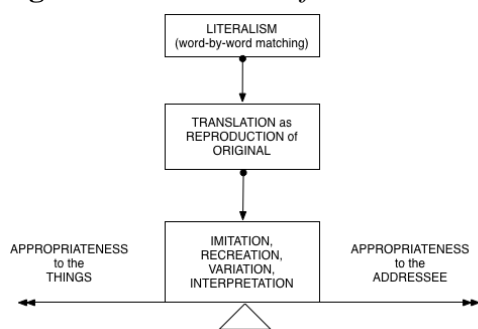 LITERALISM
(word-by-word matching)
TRANSLATION as
REPRODUCTION of
ORIGINAL
IMITATION,
RECREATION,
VARIATION,
INTERPRETATION
APPROPRIATENESS
to the
THINGS
APPROPRIATENESS
to the
ADDRESSEE